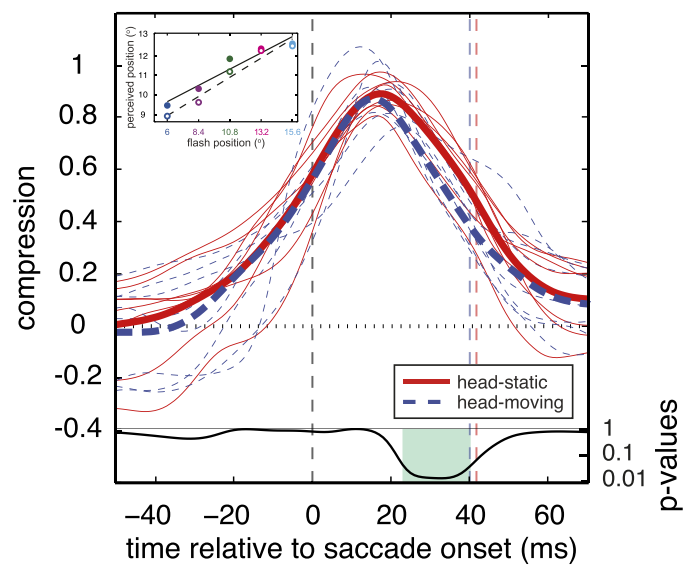 perceived position (°)
13
12
11
10
9
6 8.4 10.8 13.2 15.6
flash position (°)
compression
1
0.8
0.6
0.4
0.2
0
-0.2
-0.4
head-static
head-moving
1
0.1
0.01
p-values
−40 −20 0 20 40 60
time relative to saccade onset (ms)